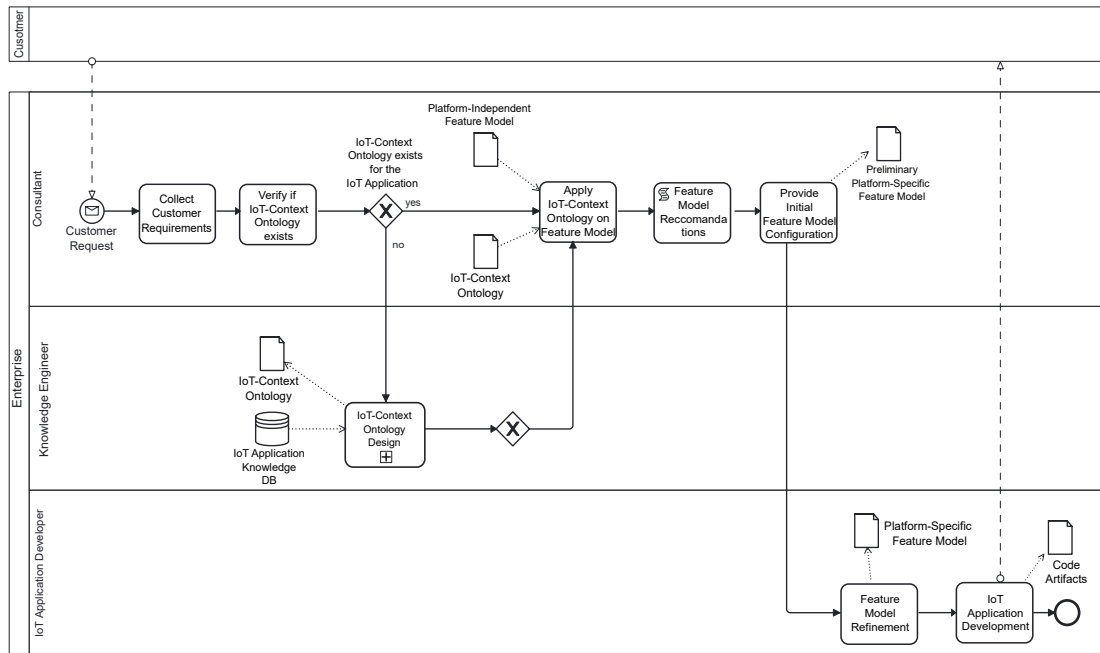 Cusotmer
Enterprise
Consultant
Customer
Request
Collect
Customer
Requirements
Verify if
IoT-Context
Ontology
exists
IoT-Context
Ontology exists
for the
IoT Application
yes
no
Platform-Independent
Feature Model
IoT-Context
Ontology
Apply
IoT-Context
Ontology on
Feature Model
Feature
Model
Reccomanda
tions
Provide
Initial
Feature Model
Configuration
Preliminary
Platform-Specific
Feature Model
Knowledge Engineer
IoT-Context
Ontology
IoT Application
Knowledge
DB
IoT-Context
Ontology
Design
IoT Application Developer
Platform-Specific
Feature Model
Feature
Model
Refinement
IoT
Application
Development
Code
Artifacts